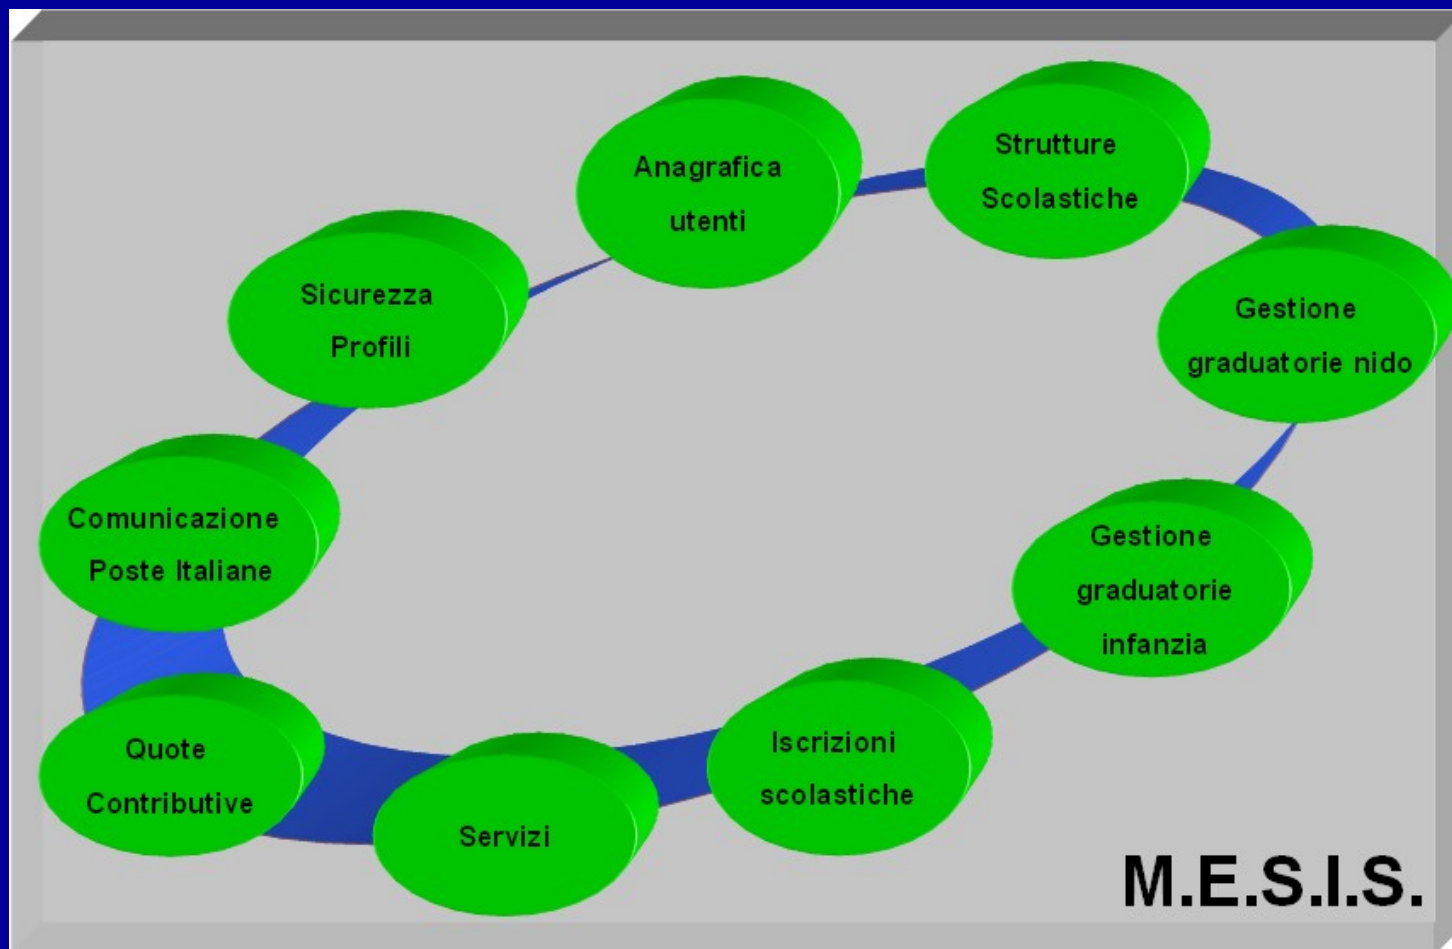 Anagrafica
utenti
Strutture
Scolastiche
Sicurezza
Profili
Gestione
graduatorie nido
Comunicazione
Poste Italiane
Gestione
graduatorie
infanzia
Quote
Contributive
Servizi
Iscrizioni
scolastiche
M.E.S.I.S.